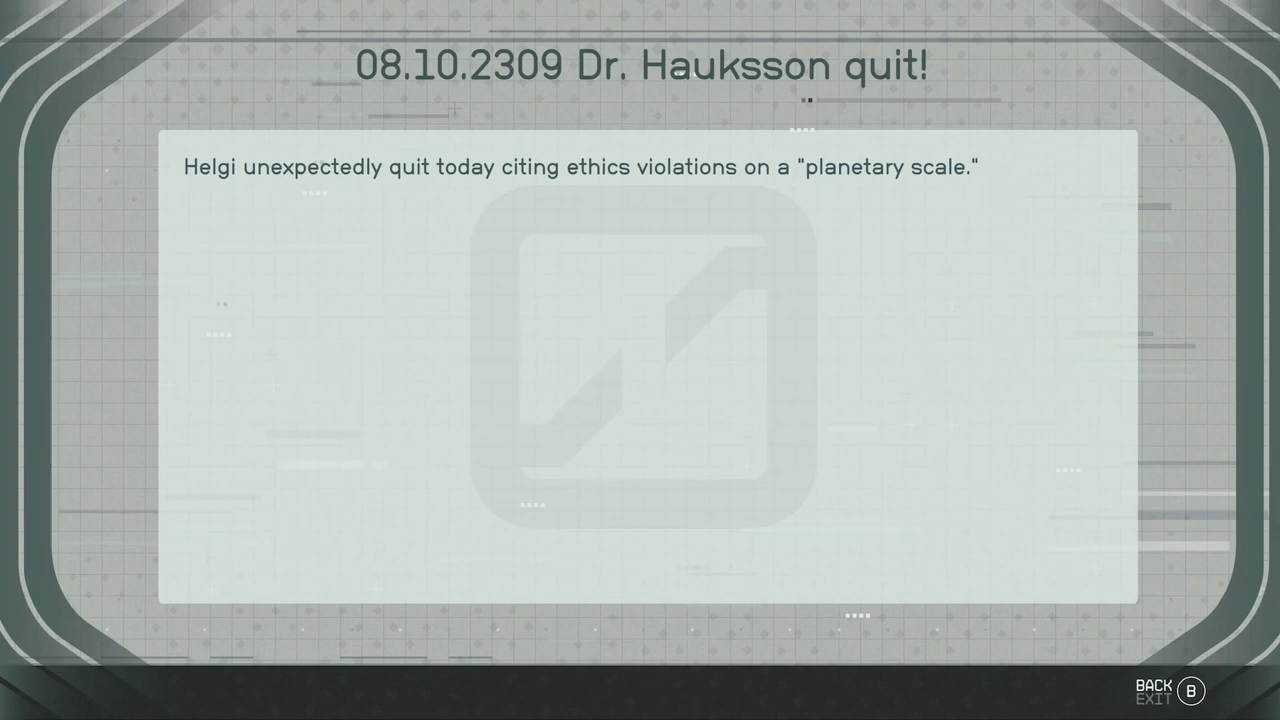 08.10.2309 Dr. Hauksson quit!
Helgi unexpectedly quit today citing ethics violations on a "planetary scale."
BACK
EXIT
B